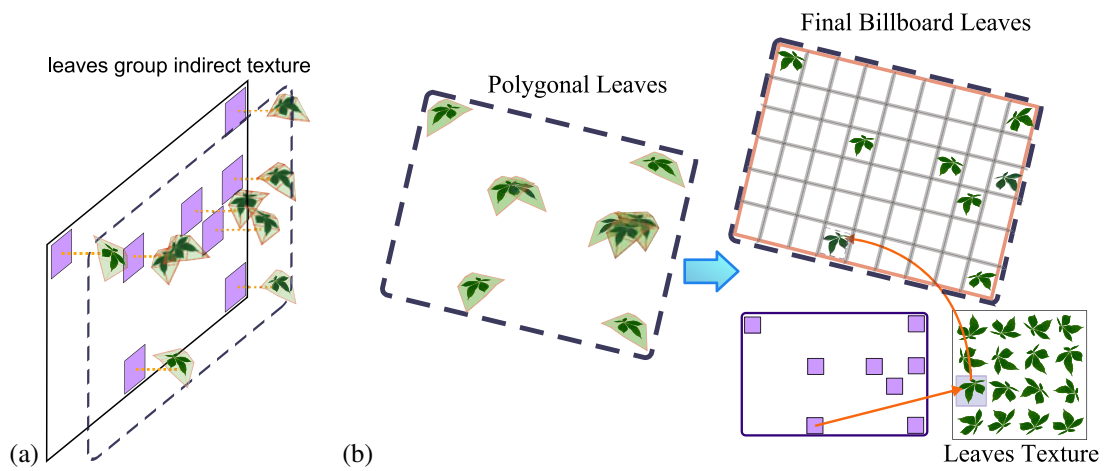 leaves group indirect texture
(a)
Polygonal Leaves
Final Billboard Leaves
Leaves Texture
(b)